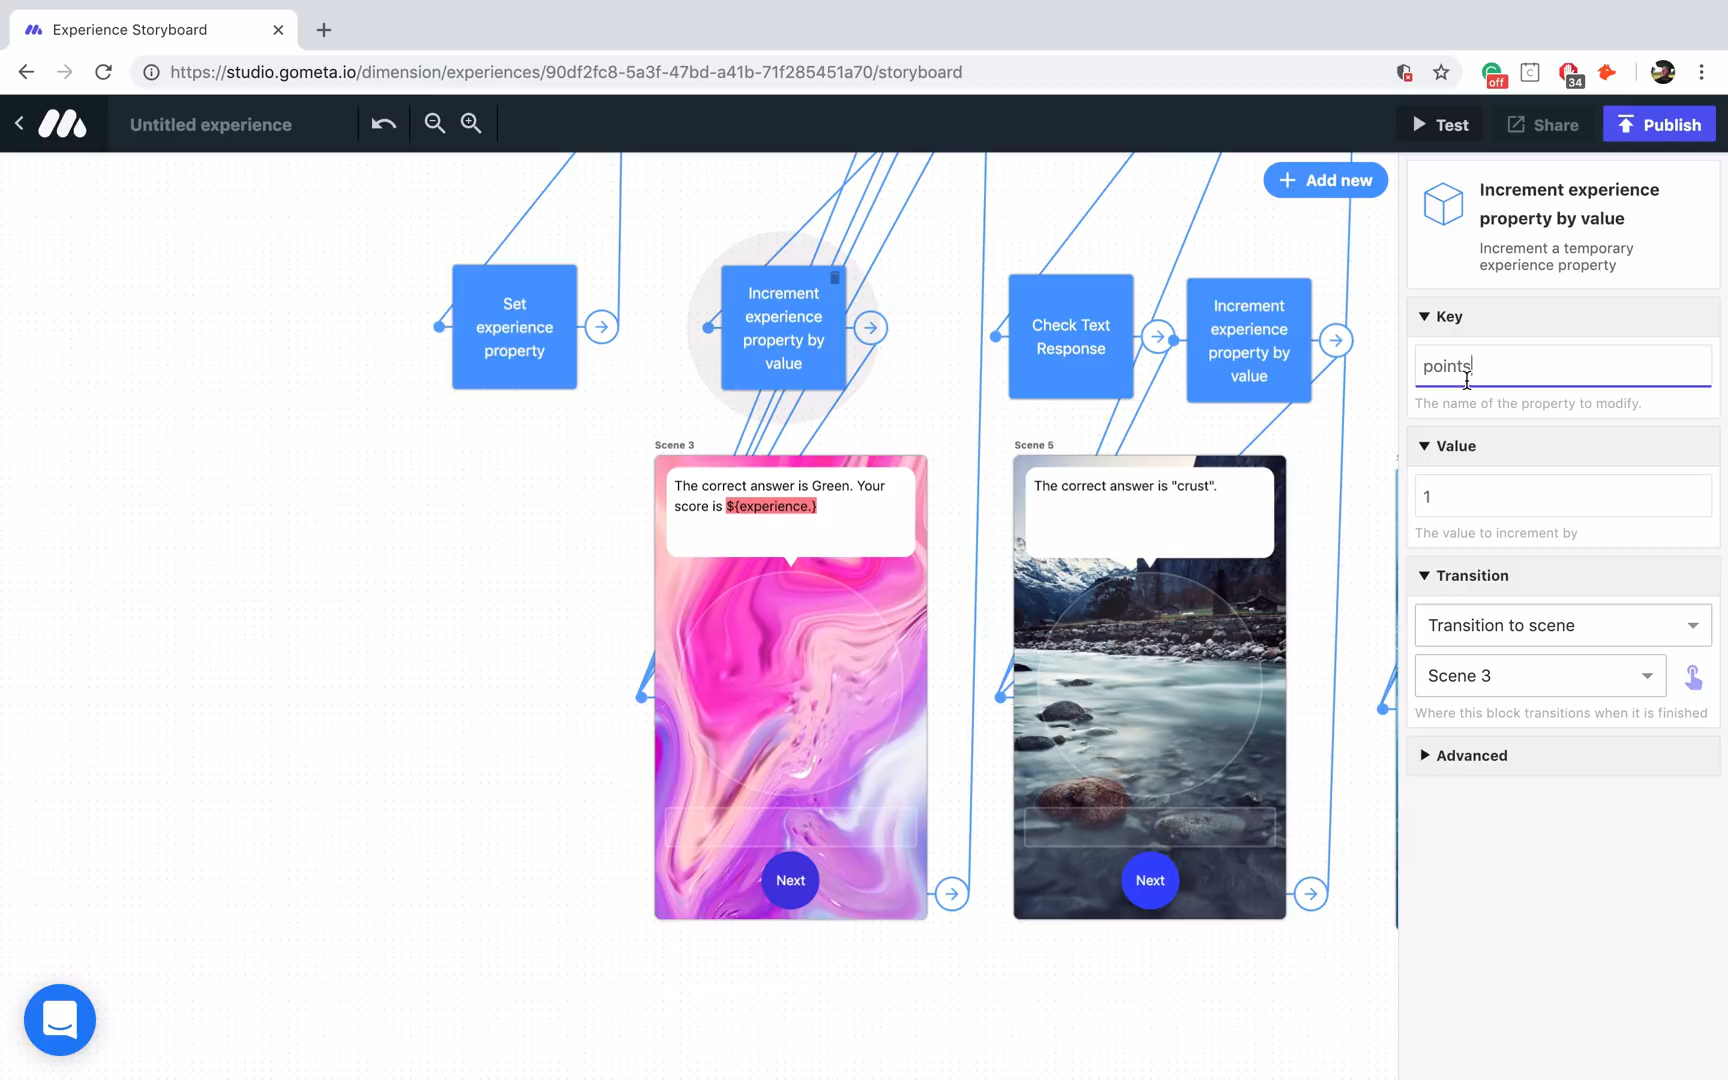 Experience Storyboard
https://studio.gometa.io/dimension/experiences/90df2fc8-5a3f-47bd-a41b-71f285451a70/storyboard
off
C
34
Untitled experience
Test
Share
Publish
Add new
Set
experience
property
Increment
experience
property by
value
Check Text
Response
Increment
experience
property by
value
Scene 3
The correct answer is Green. Your
score is ${experience.}
Next
Scene 5
The correct answer is "crust".
Next
Increment experience
property by value
Increment a temporary
experience property
Key
points
The name of the property to modify.
Value
1
The value to increment by
Transition
Transition to scene
Scene 3
Where this block transitions when it is finished
Advanced